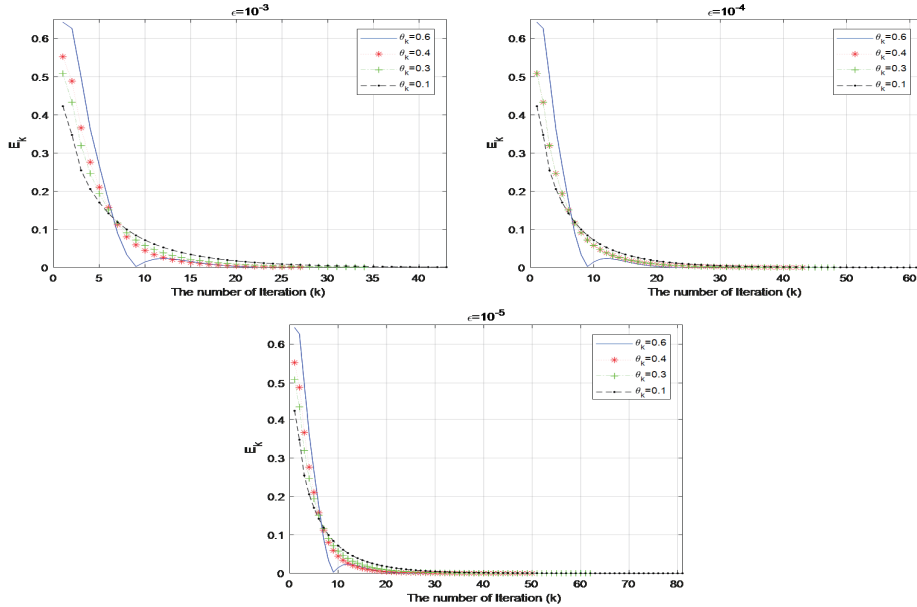 ϵ=10⁻³
0.6
0.5
0.4
0.3
0.2
0.1
0
E_k
θ_K=0.6
θ_K=0.4
θ_K=0.3
θ_K=0.1
0 5 10 15 20 25 30 35 40
The number of Iteration (k)
ϵ=10⁻⁴
0.6
0.5
0.4
0.3
0.2
0.1
0
E_k
θ_K=0.6
θ_K=0.4
θ_K=0.3
θ_K=0.1
0 10 20 30 40 50 60
The number of Iteration (k)
ϵ=10⁻⁵
0.6
0.5
0.4
0.3
0.2
0.1
0
E_k
θ_K=0.6
θ_K=0.4
θ_K=0.3
θ_K=0.1
0 10 20 30 40 50 60 70 80
The number of Iteration (k)